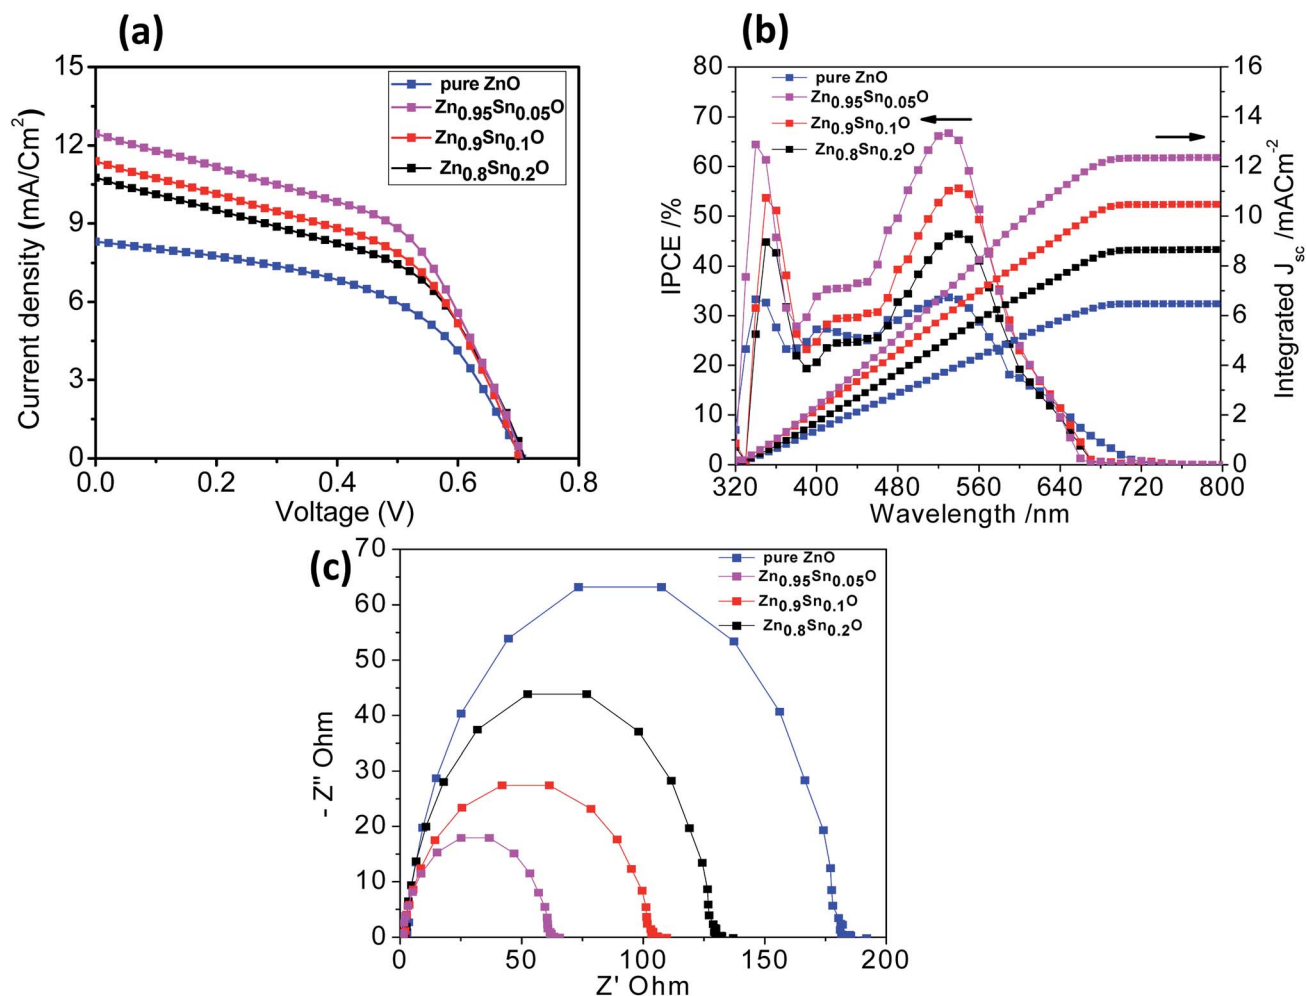 (a)
15
12
9
6
3
0
Current density (mA/Cm²)
pure ZnO
Zn0.95Sn0.05O
Zn0.9Sn0.1O
Zn0.8Sn0.2O
0.0 0.2 0.4 0.6 0.8
Voltage (V)
(b)
80
70
60
50
40
30
20
10
0
IPCE /%
pure ZnO
Zn0.95Sn0.05O
Zn0.9Sn0.1O
Zn0.8Sn0.2O
16
14
12
10
8
6
4
2
0
Integrated Jsc /mACm⁻²
320 400 480 560 640 720 800
Wavelength /nm
(c)
70
60
50
40
30
20
10
0
- Z" Ohm
pure ZnO
Zn0.95Sn0.05O
Zn0.9Sn0.1O
Zn0.8Sn0.2O
0 50 100 150 200
Z' Ohm